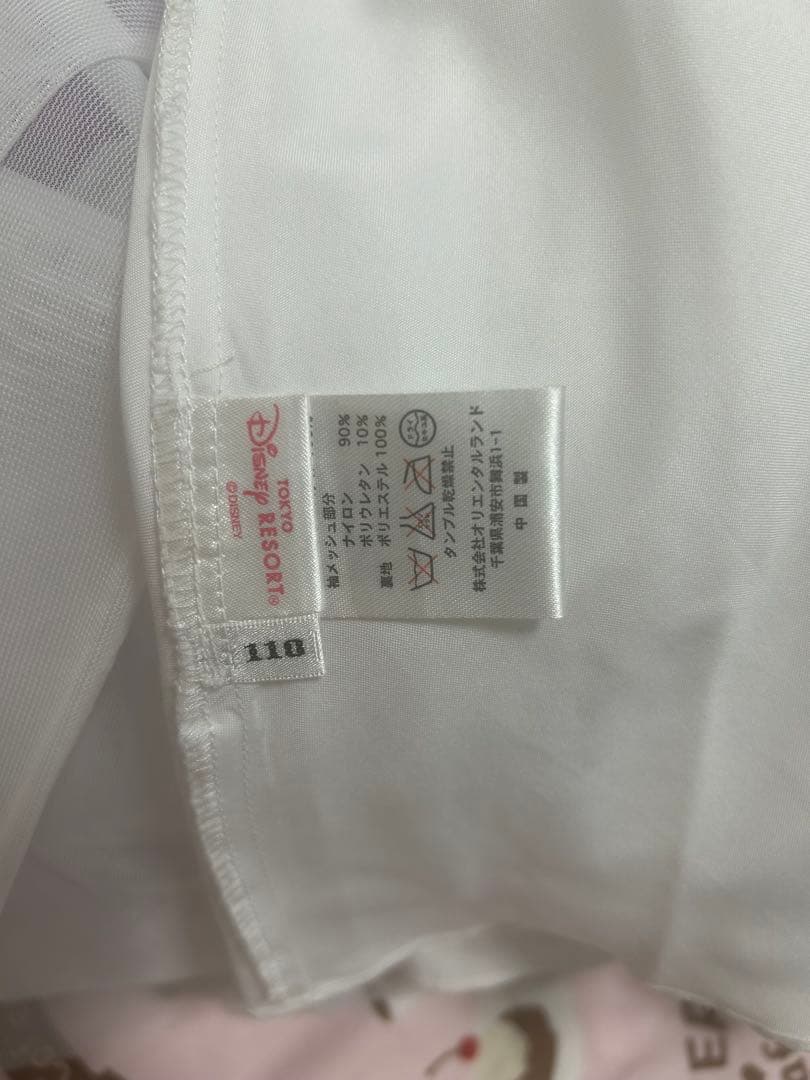 TOKYO
Disney RESORT®
©DISNEY
110
袖メッシュ部分
ナイロン 90%
ポリウレタン 10%
裏地 ポリエステル 100%
ドライ
タンブル乾燥禁止
株式会社オリエンタルランド
千葉県浦安市舞浜1-1
中国製